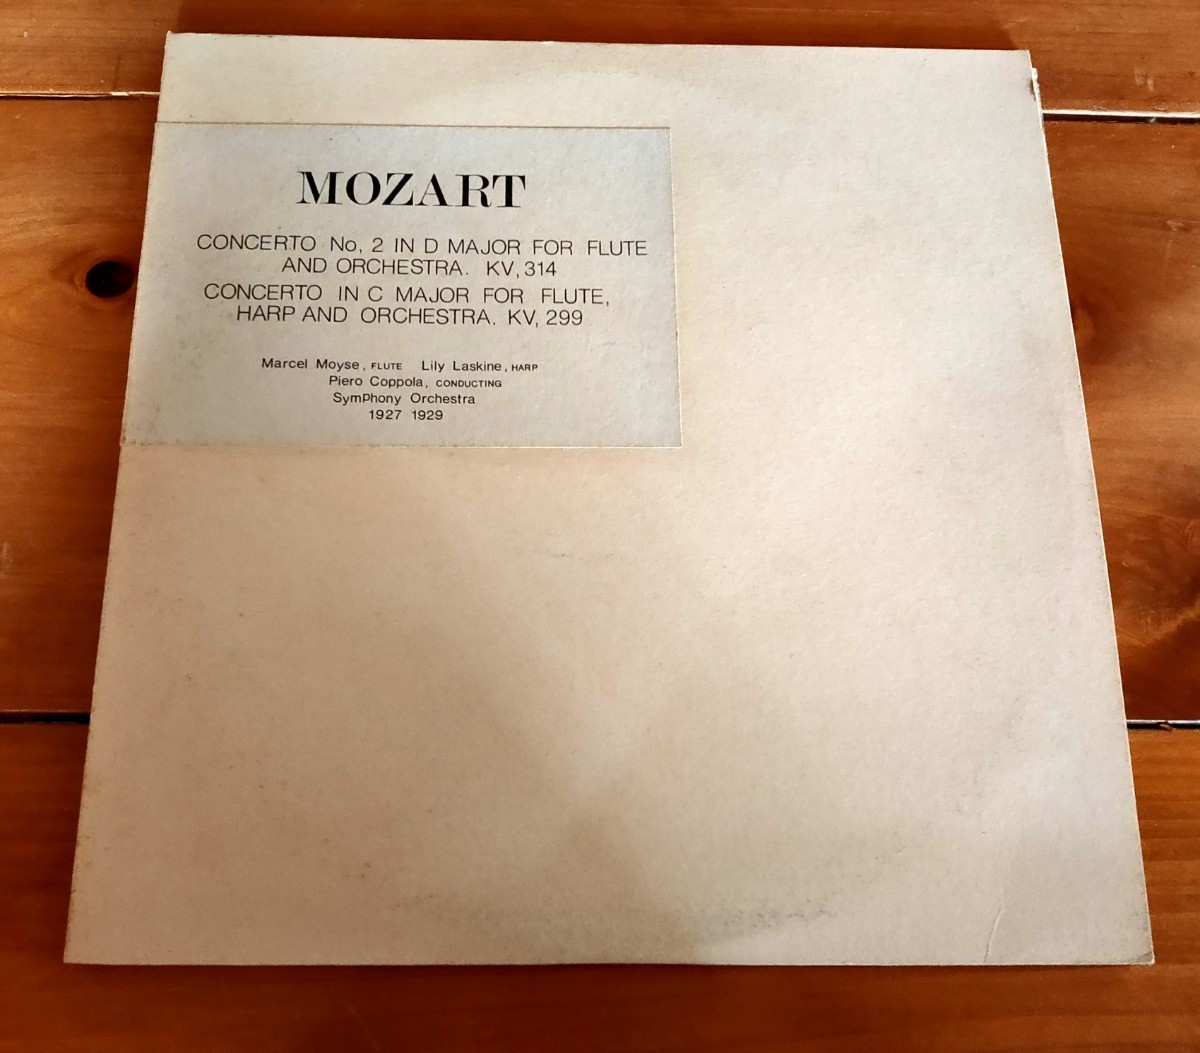 MOZART
CONCERTO No, 2 IN D MAJOR FOR FLUTE
AND ORCHESTRA. KV, 314
CONCERTO IN C MAJOR FOR FLUTE,
HARP AND ORCHESTRA. KV, 299
Marcel Moyse, FLUTE Lily Laskine, HARP
Piero Coppola, CONDUCTING
SymPhony Orchestra
1927 1929